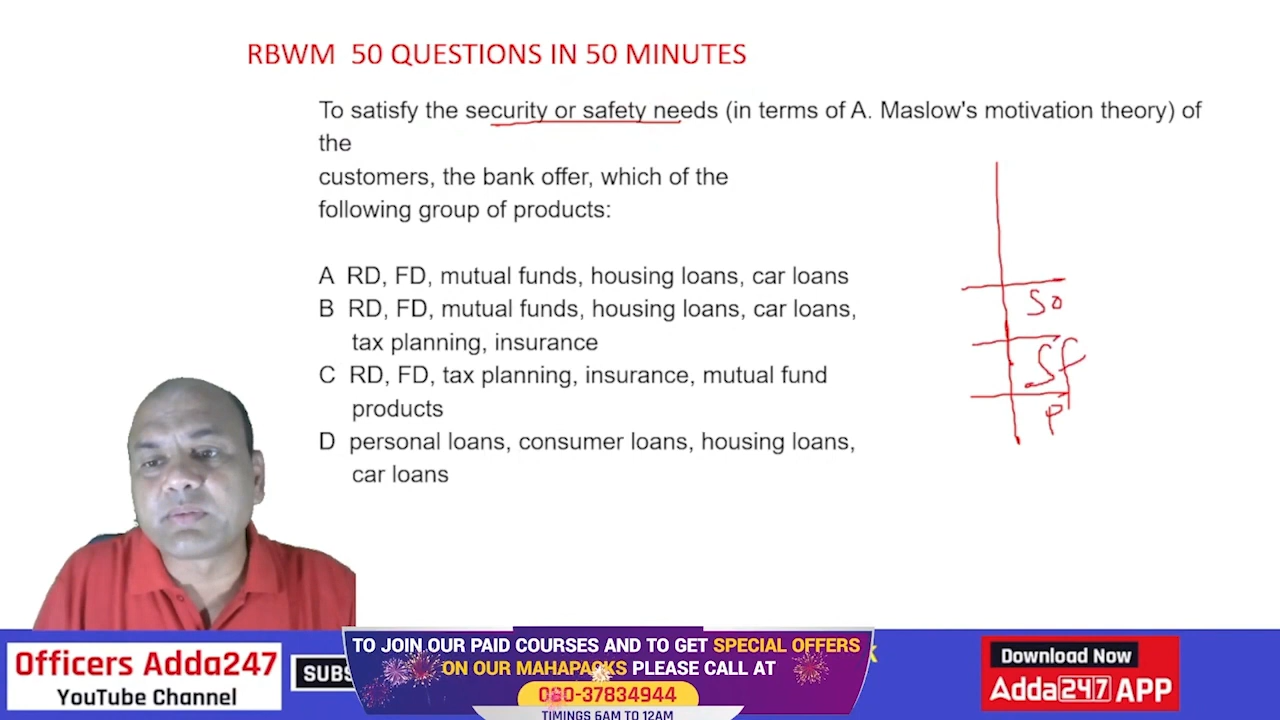 RBWM 50 QUESTIONS IN 50 MINUTES
To satisfy the security or safety needs (in terms of A. Maslow's motivation theory) of
the
customers, the bank offer, which of the
following group of products:
A RD, FD, mutual funds, housing loans, car loans
B RD, FD, mutual funds, housing loans, car loans,
tax planning, insurance
C RD, FD, tax planning, insurance, mutual fund
products
D personal loans, consumer loans, housing loans,
car loans
So
Sf
P
Officers Adda247
YouTube Channel
SUBS
TO JOIN OUR PAID COURSES AND TO GET SPECIAL OFFERS
ON OUR MAHAPACKS PLEASE CALL AT
080-37834944
TIMINGS 6AM TO 12AM
Download Now
Adda247 APP